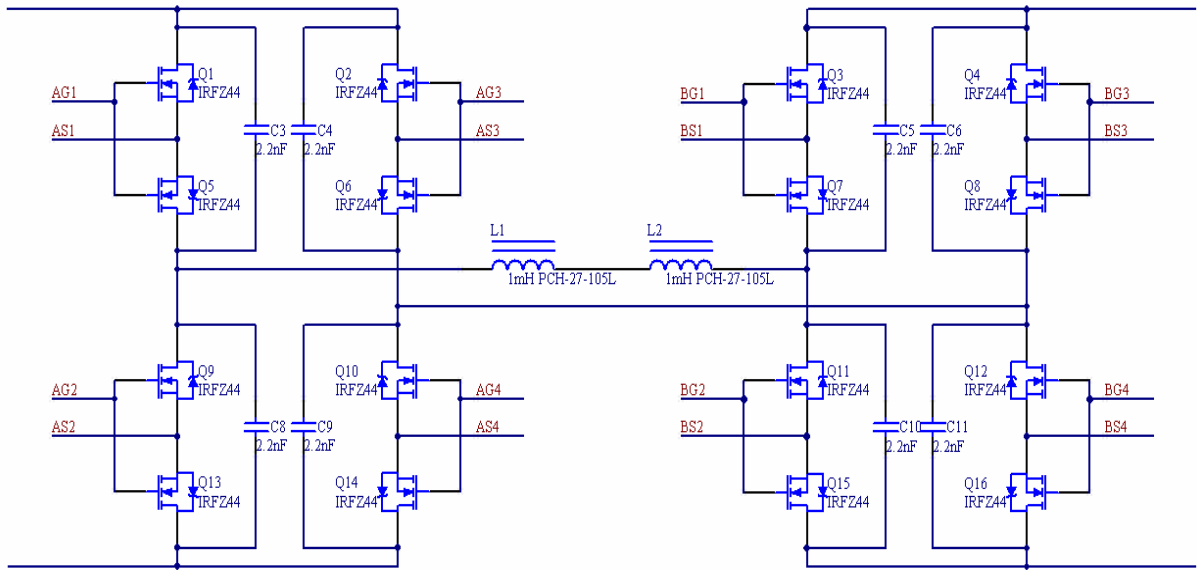 Q1
IRFZ44
Q2
IRFZ44
Q3
IRFZ44
Q4
IRFZ44
AG1
AG3
BG1
BG3
AS1
C3
2.2nF
C4
2.2nF
AS3
BS1
C5
2.2nF
C6
2.2nF
BS3
Q5
IRFZ44
Q6
IRFZ44
Q7
IRFZ44
Q8
IRFZ44
L1
L2
1mH PCH-27-105L
1mH PCH-27-105L
Q9
IRFZ44
Q10
IRFZ44
Q11
IRFZ44
Q12
IRFZ44
AG2
AG4
BG2
BG4
AS2
C8
2.2nF
C9
2.2nF
AS4
BS2
C10
2.2nF
C11
2.2nF
BS4
Q13
IRFZ44
Q14
IRFZ44
Q15
IRFZ44
Q16
IRFZ44